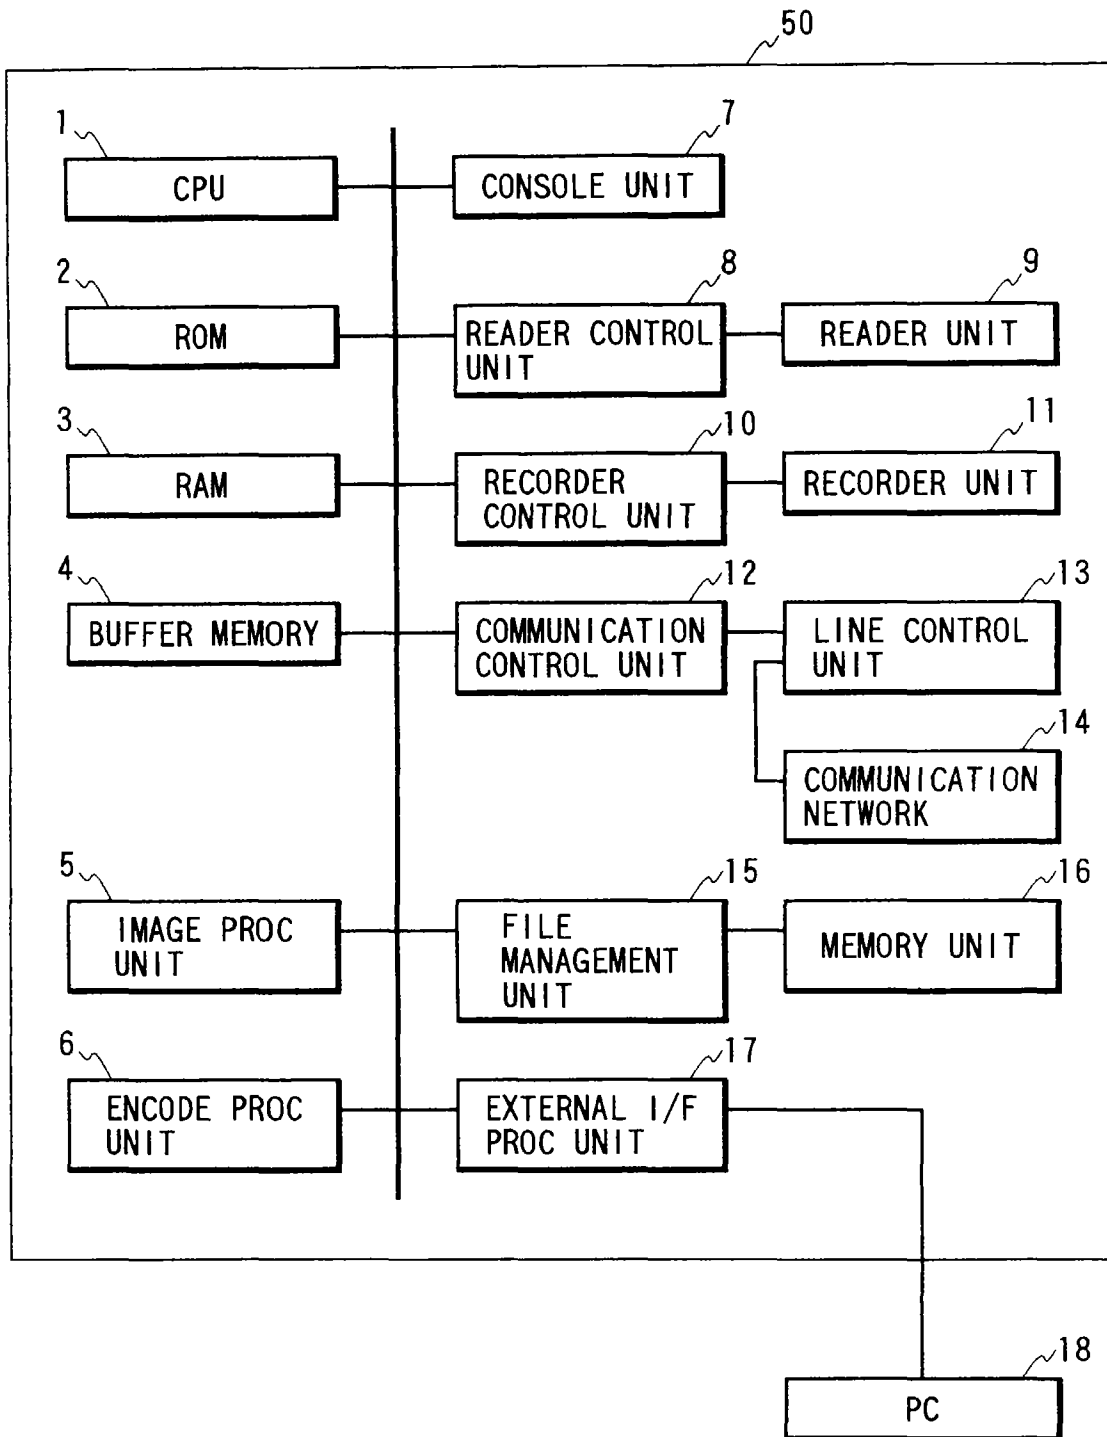 50
1
CPU
7
CONSOLE UNIT
2
ROM
8
READER CONTROL
UNIT
9
READER UNIT
3
RAM
10
RECORDER
CONTROL UNIT
11
RECORDER UNIT
4
BUFFER MEMORY
12
COMMUNICATION
CONTROL UNIT
13
LINE CONTROL
UNIT
14
COMMUNICATION
NETWORK
5
IMAGE PROC
UNIT
15
FILE
MANAGEMENT
UNIT
16
MEMORY UNIT
6
ENCODE PROC
UNIT
17
EXTERNAL I/F
PROC UNIT
18
PC